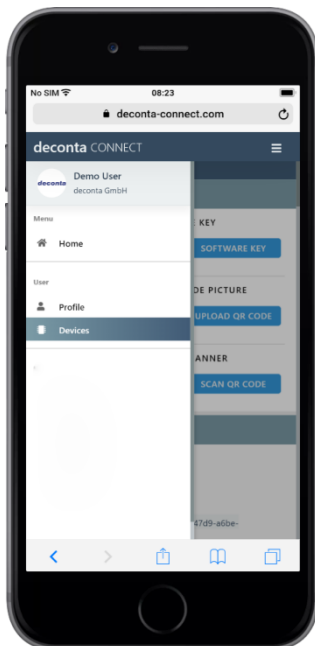 No SIM 08:23
deconta-connect.com
deconta CONNECT
deconta
Demo User
deconta GmbH
Menu
Home
User
Profile
Devices
KEY
SOFTWARE KEY
DE PICTURE
UPLOAD QR CODE
ANNER
SCAN QR CODE
47d9-a6be-